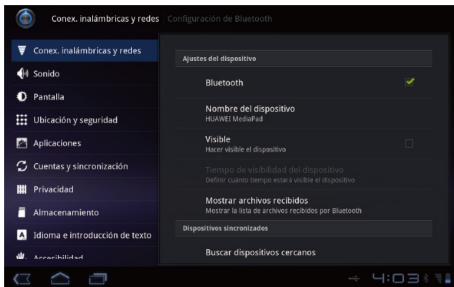 Conex. inalámbricas y redes
Configuración de Bluetooth
Conex. inalámbricas y redes
Sonido
Pantalla
Ubicación y seguridad
Aplicaciones
Cuentas y sincronización
Privacidad
Almacenamiento
Idioma e introducción de texto
Accesibilidad
Ajustes del dispositivo
Bluetooth
Nombre del dispositivo
HUAWEI MediaPad
Visible
Hacer visible el dispositivo
Tiempo de visibilidad del dispositivo
Definir cuánto tiempo estará visible el dispositivo
Mostrar archivos recibidos
Mostrar la lista de archivos recibidos por Bluetooth
Dispositivos sincronizados
Buscar dispositivos cercanos
4:03